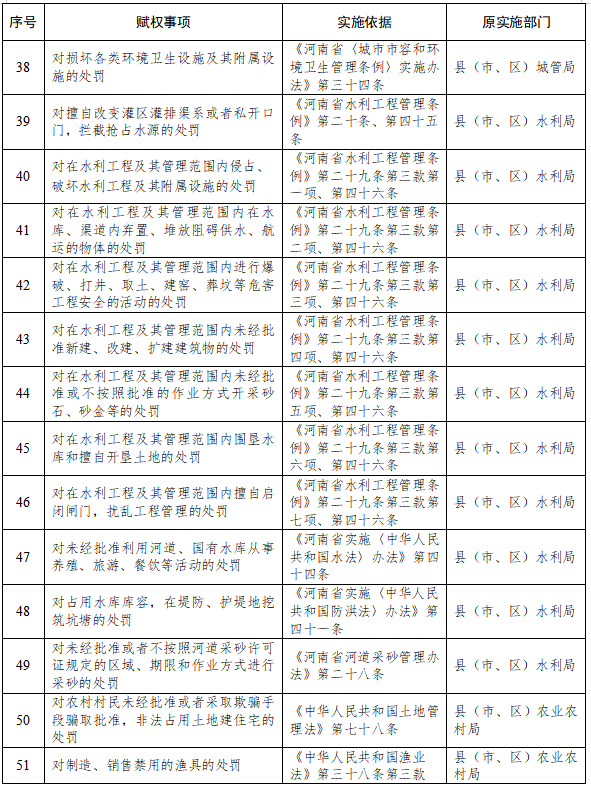 序号 赋权事项 实施依据 原实施部门
38
对损坏各类环境卫生设施及其附属设
施的处罚
《河南省〈城市市容和环
境卫生管理条例〉实施办
法》第三十四条
县（市、区）城管局
39
对擅自改变灌区灌排渠系或者私开口
门，拦截抢占水源的处罚
《河南省水利工程管理条
例》第二十条、第四十五
条
县（市、区）水利局
40
对在水利工程及其管理范围内侵占、
破坏水利工程及其附属设施的处罚
《河南省水利工程管理条
例》第二十九条第三款第
一项、第四十六条
县（市、区）水利局
41
对在水利工程及其管理范围内在水
库、渠道内弃置、堆放阻碍供水、航
运的物体的处罚
《河南省水利工程管理条
例》第二十九条第三款第
二项、第四十六条
县（市、区）水利局
42
对在水利工程及其管理范围内进行爆
破、打井、取土、建窑、葬坟等危害
工程安全的活动的处罚
《河南省水利工程管理条
例》第二十九条第三款第
三项、第四十六条
县（市、区）水利局
43
对在水利工程及其管理范围内未经批
准新建、改建、扩建建筑物的处罚
《河南省水利工程管理条
例》第二十九条第三款第
四项、第四十六条
县（市、区）水利局
44
对在水利工程及其管理范围内未经批
准或不按照批准的作业方式开采砂
石、砂金等的处罚
《河南省水利工程管理条
例》第二十九条第三款第
五项、第四十六条
县（市、区）水利局
45
对在水利工程及其管理范围内围垦水
库和擅自开垦土地的处罚
《河南省水利工程管理条
例》第二十九条第三款第
六项、第四十六条
县（市、区）水利局
46
对在水利工程及其管理范围内擅自启
闭闸门，扰乱工程管理的处罚
《河南省水利工程管理条
例》第二十九条第三款第
七项、第四十六条
县（市、区）水利局
47
对未经批准利用河道、国有水库从事
养殖、旅游、餐饮等活动的处罚
《河南省实施〈中华人民
共和国水法〉办法》第四
十四条
县（市、区）水利局
48
对占用水库库容，在堤防、护堤地挖
筑坑塘的处罚
《河南省实施〈中华人民
共和国防洪法〉办法》第
四十一条
县（市、区）水利局
49
对未经批准或者不按照河道采砂许可
证规定的区域、期限和作业方式进行
采砂的处罚
《河南省河道采砂管理办
法》第二十八条
县（市、区）水利局
50
对农村村民未经批准或者采取欺骗手
段骗取批准，非法占用土地建住宅的
处罚
《中华人民共和国土地管
理法》第七十八条
县（市、区）农业农
村局
51
对制造、销售禁用的渔具的处罚
《中华人民共和国渔业
法》第三十八条第三款
县（市、区）农业农
村局